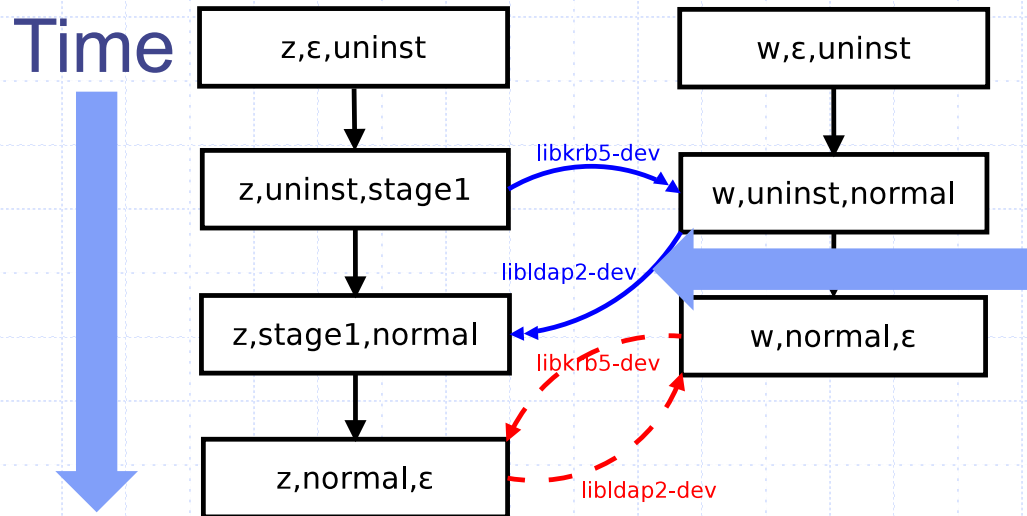 Time
z,ε,uninst
w,ε,uninst
libkrb5-dev
z,uninst,stage1
w,uninst,normal
libldap2-dev
z,stage1,normal
w,normal,ε
libkrb5-dev
z,normal,ε
libldap2-dev